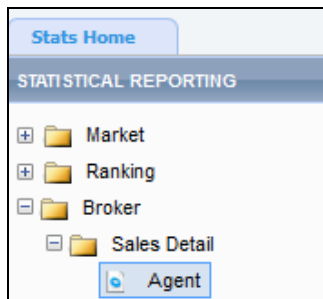 Stats Home
STATISTICAL REPORTING
Market
Ranking
Broker
Sales Detail
Agent